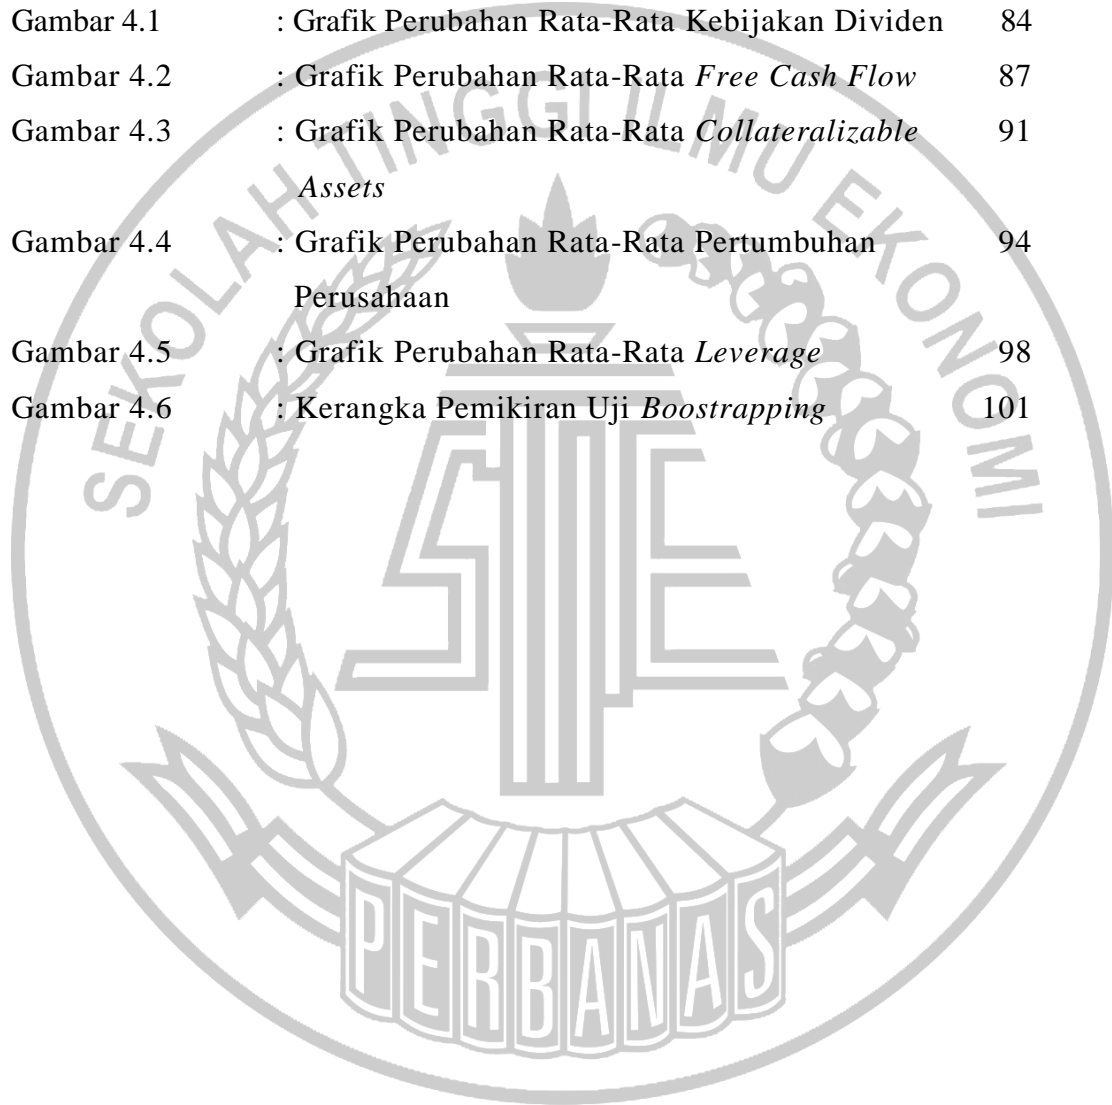 Gambar 4.1 : Grafik Perubahan Rata-Rata Kebijakan Dividen 84
Gambar 4.2 : Grafik Perubahan Rata-Rata Free Cash Flow 87
Gambar 4.3 : Grafik Perubahan Rata-Rata Collateralizable 91
Assets
Gambar 4.4 : Grafik Perubahan Rata-Rata Pertumbuhan 94
Perusahaan
Gambar 4.5 : Grafik Perubahan Rata-Rata Leverage 98
Gambar 4.6 : Kerangka Pemikiran Uji Boostrapping 101
SEKOLAH TINGGI ILMU EKONOMI
STIE
PERBANAS